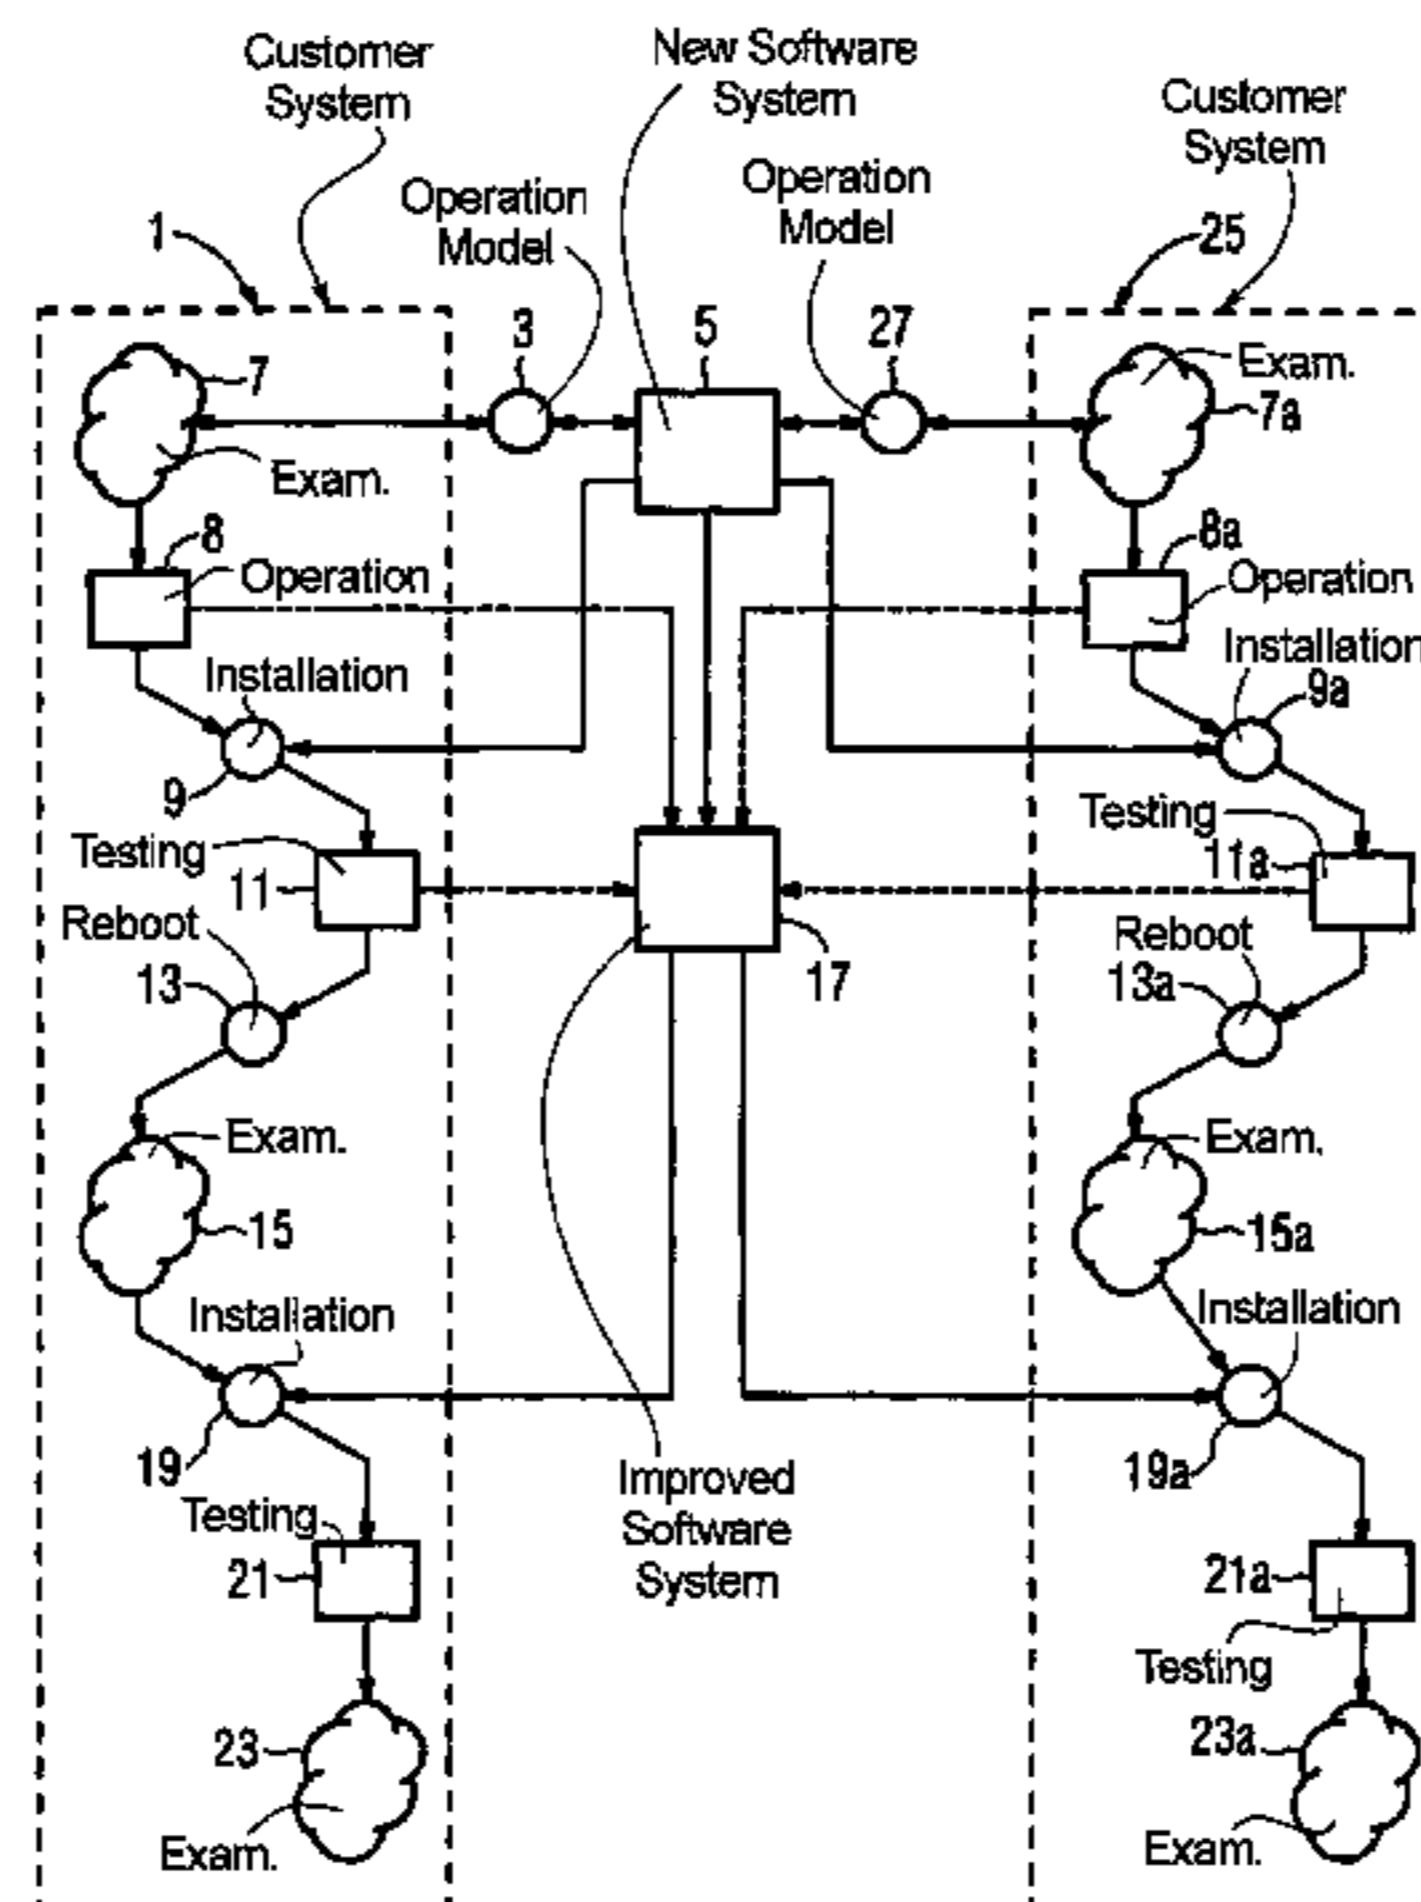 Customer
System
New Software
System
Customer
System
Operation
Model
Operation
Model
1
25
3
5
27
7
Exam.
Exam.
7a
8
Operation
8a
Operation
Installation
9
Installation
9a
Testing
11
Testing
11a
Reboot
13
17
Reboot
13a
Exam.
15
Exam.
15a
Installation
19
Installation
19a
Improved
Software
System
Testing
21
21a
Testing
23
Exam.
23a
Exam.